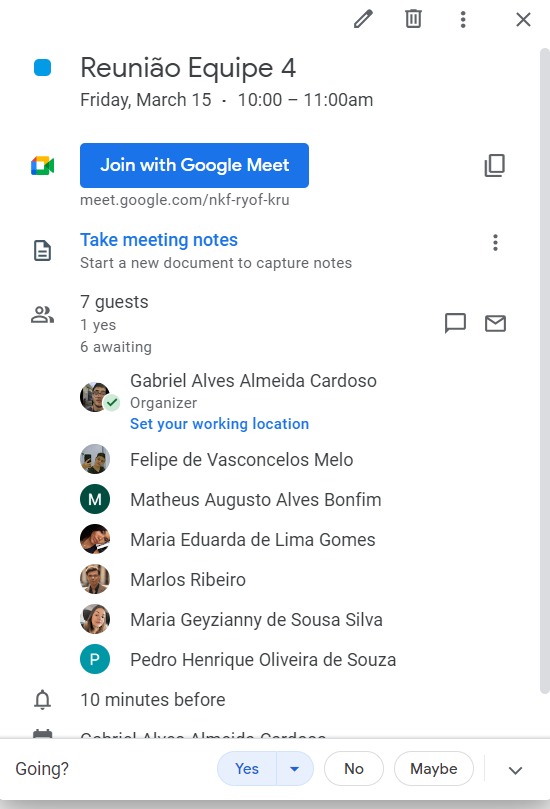 Reunião Equipe 4
Friday, March 15 · 10:00 – 11:00am
Join with Google Meet
meet.google.com/nkf-ryof-kru
Take meeting notes
Start a new document to capture notes
7 guests
1 yes
6 awaiting
Gabriel Alves Almeida Cardoso
Organizer
Set your working location
Felipe de Vasconcelos Melo
M
Matheus Augusto Alves Bonfim
Maria Eduarda de Lima Gomes
Marlos Ribeiro
Maria Geyzianny de Sousa Silva
P
Pedro Henrique Oliveira de Souza
10 minutes before
Gabriel Alves Almeida Cardoso
Going?
Yes
No
Maybe